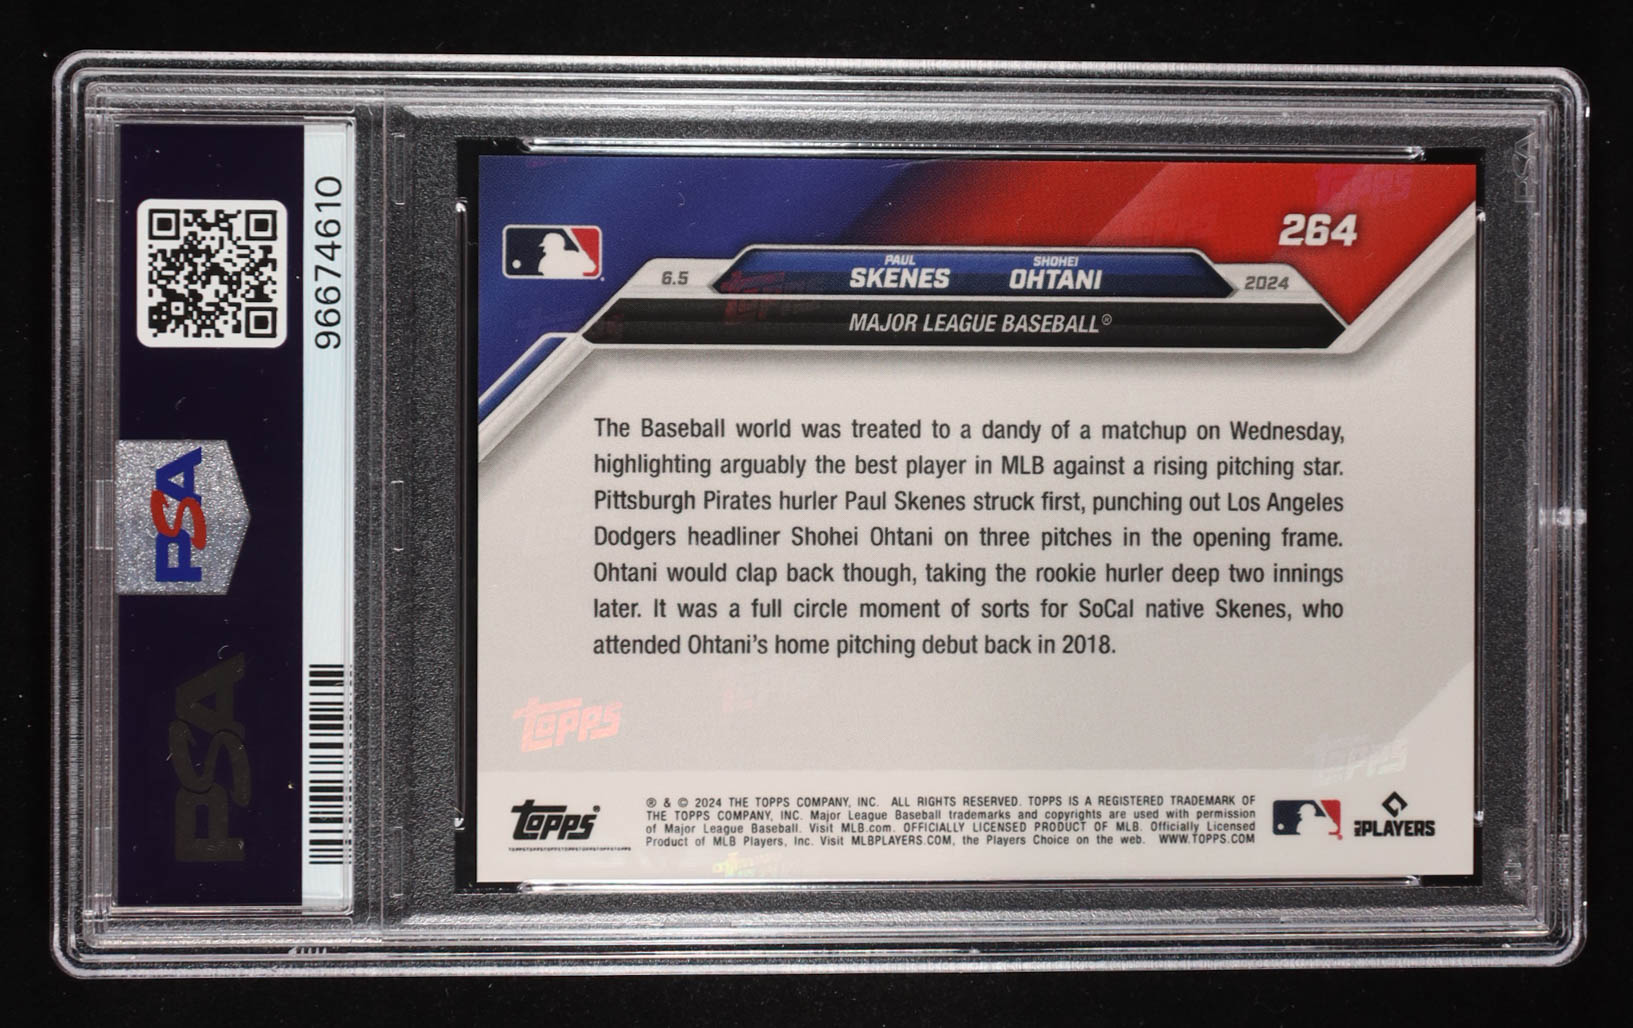 96674610
PSA
PSA
264
PAUL SKENES
SHOHEI OHTANI
6.5
2024
MAJOR LEAGUE BASEBALL®
The Baseball world was treated to a dandy of a matchup on Wednesday,
highlighting arguably the best player in MLB against a rising pitching star.
Pittsburgh Pirates hurler Paul Skenes struck first, punching out Los Angeles
Dodgers headliner Shohei Ohtani on three pitches in the opening frame.
Ohtani would clap back though, taking the rookie hurler deep two innings
later. It was a full circle moment of sorts for SoCal native Skenes, who
attended Ohtani's home pitching debut back in 2018.
TOPPS
TOPPS
TOPPS
TOPPS®
® & © 2024 THE TOPPS COMPANY, INC. ALL RIGHTS RESERVED. TOPPS IS A REGISTERED TRADEMARK OF
THE TOPPS COMPANY, INC. Major League Baseball trademarks and copyrights are used with permission
of Major League Baseball. Visit MLB.com. OFFICIALLY LICENSED PRODUCT OF MLB. Officially Licensed
Product of MLB Players, Inc. Visit MLBPLAYERS.COM, the Players Choice on the web. WWW.TOPPS.COM
PLAYERS